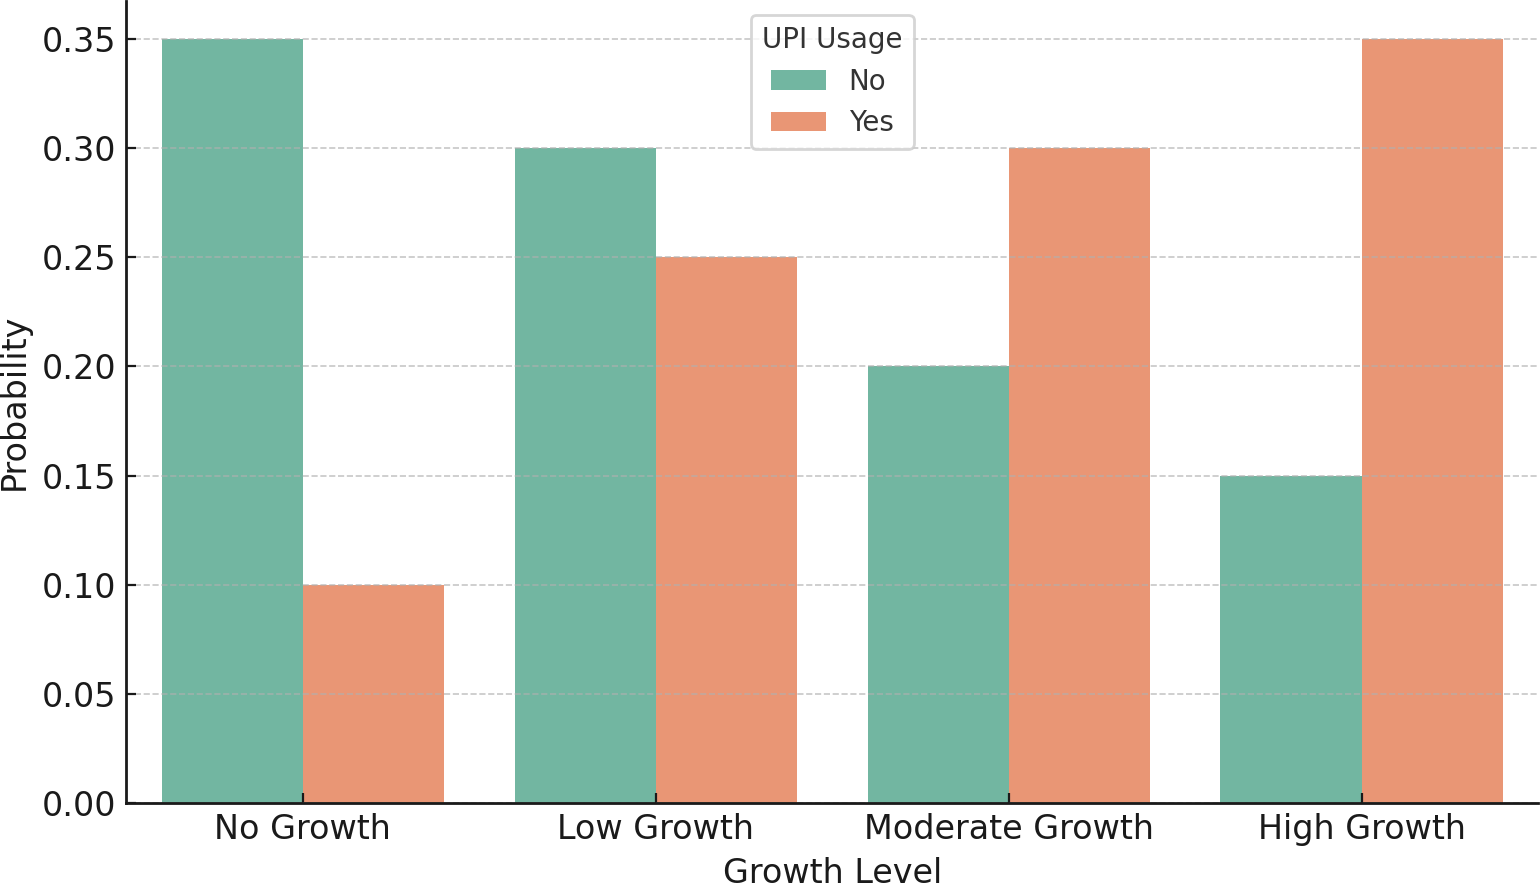 UPI Usage
No
Yes
Probability
0.35
0.30
0.25
0.20
0.15
0.10
0.05
0.00
No Growth
Low Growth
Moderate Growth
High Growth
Growth Level